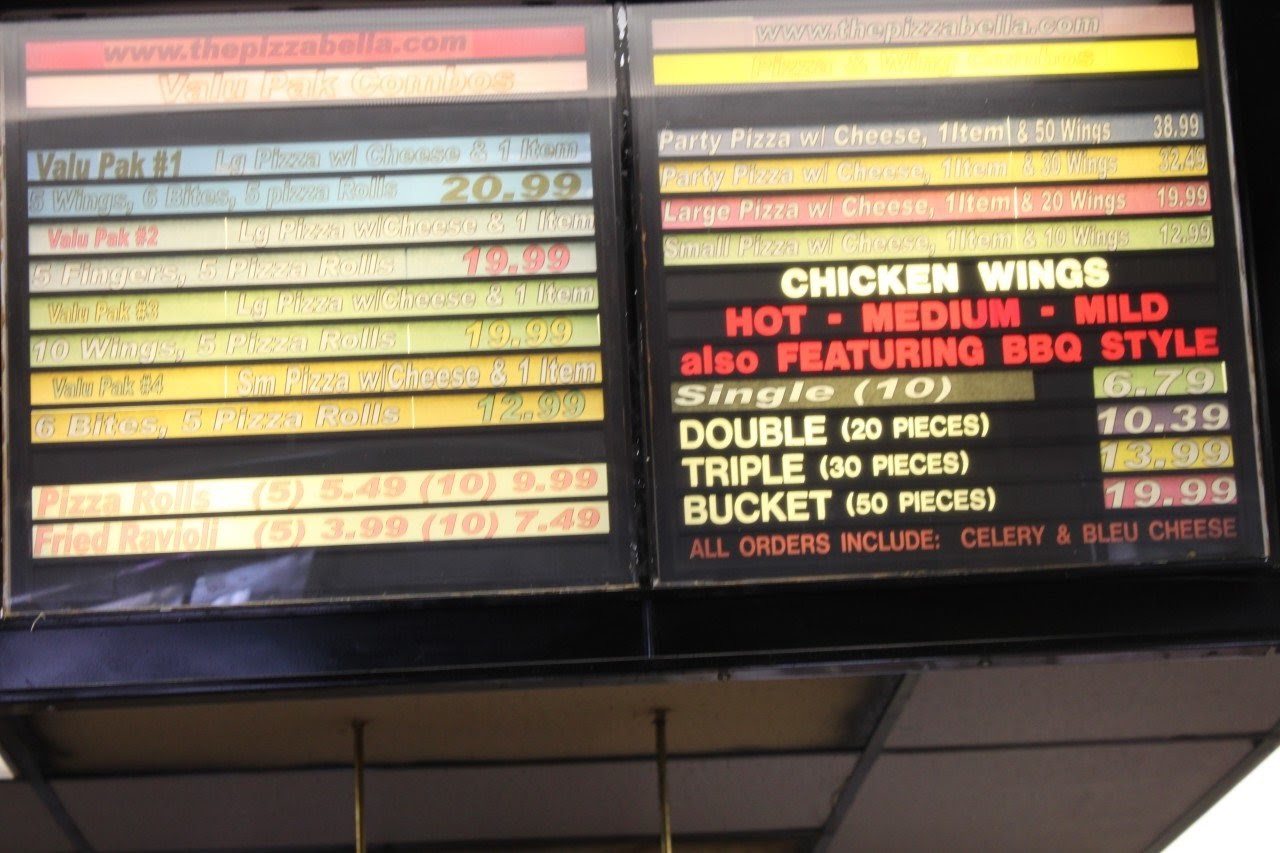 www.thepizzabella.com
Valu Pak Combos
Valu Pak #1 Lg Pizza w/ Cheese & 1 Item
5 Wings, 6 Bites, 5 pizza Rolls 20.99
Valu Pak #2 Lg Pizza w/Cheese & 1 Item
5 Fingers, 5 Pizza Rolls 19.99
Valu Pak #3 Lg Pizza w/Cheese & 1 Item
10 Wings, 5 Pizza Rolls 19.99
Valu Pak #4 Sm Pizza w/Cheese & 1 Item
6 Bites, 5 Pizza Rolls 12.99
Pizza Rolls (5) 5.49 (10) 9.99
Fried Ravioli (5) 3.99 (10) 7.49
www.thepizzabella.com
Pizza & Wing Combos
Party Pizza w/ Cheese, 1Item & 50 Wings 38.99
Party Pizza w/ Cheese, 1Item & 30 Wings 32.49
Large Pizza w/ Cheese, 1Item & 20 Wings 19.99
Small Pizza w/ Cheese, 1Item & 10 Wings 12.99
CHICKEN WINGS
HOT - MEDIUM - MILD
also FEATURING BBQ STYLE
Single (10) 6.79
DOUBLE (20 PIECES) 10.39
TRIPLE (30 PIECES) 13.99
BUCKET (50 PIECES) 19.99
ALL ORDERS INCLUDE: CELERY & BLEU CHEESE